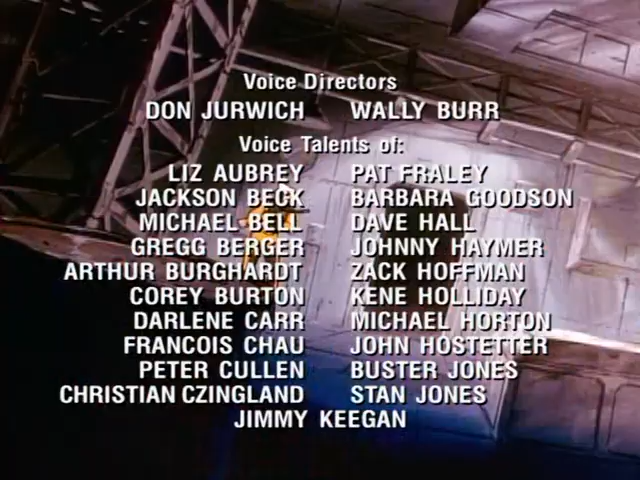 Voice Directors
DON JURWICH WALLY BURR
Voice Talents of:
LIZ AUBREY PAT FRALEY
JACKSON BECK BARBARA GOODSON
MICHAEL BELL DAVE HALL
GREGG BERGER JOHNNY HAYMER
ARTHUR BURGHARDT ZACK HOFFMAN
COREY BURTON KENE HOLLIDAY
DARLENE CARR MICHAEL HORTON
FRANCOIS CHAU JOHN HOSTETTER
PETER CULLEN BUSTER JONES
CHRISTIAN CZINGLAND STAN JONES
JIMMY KEEGAN